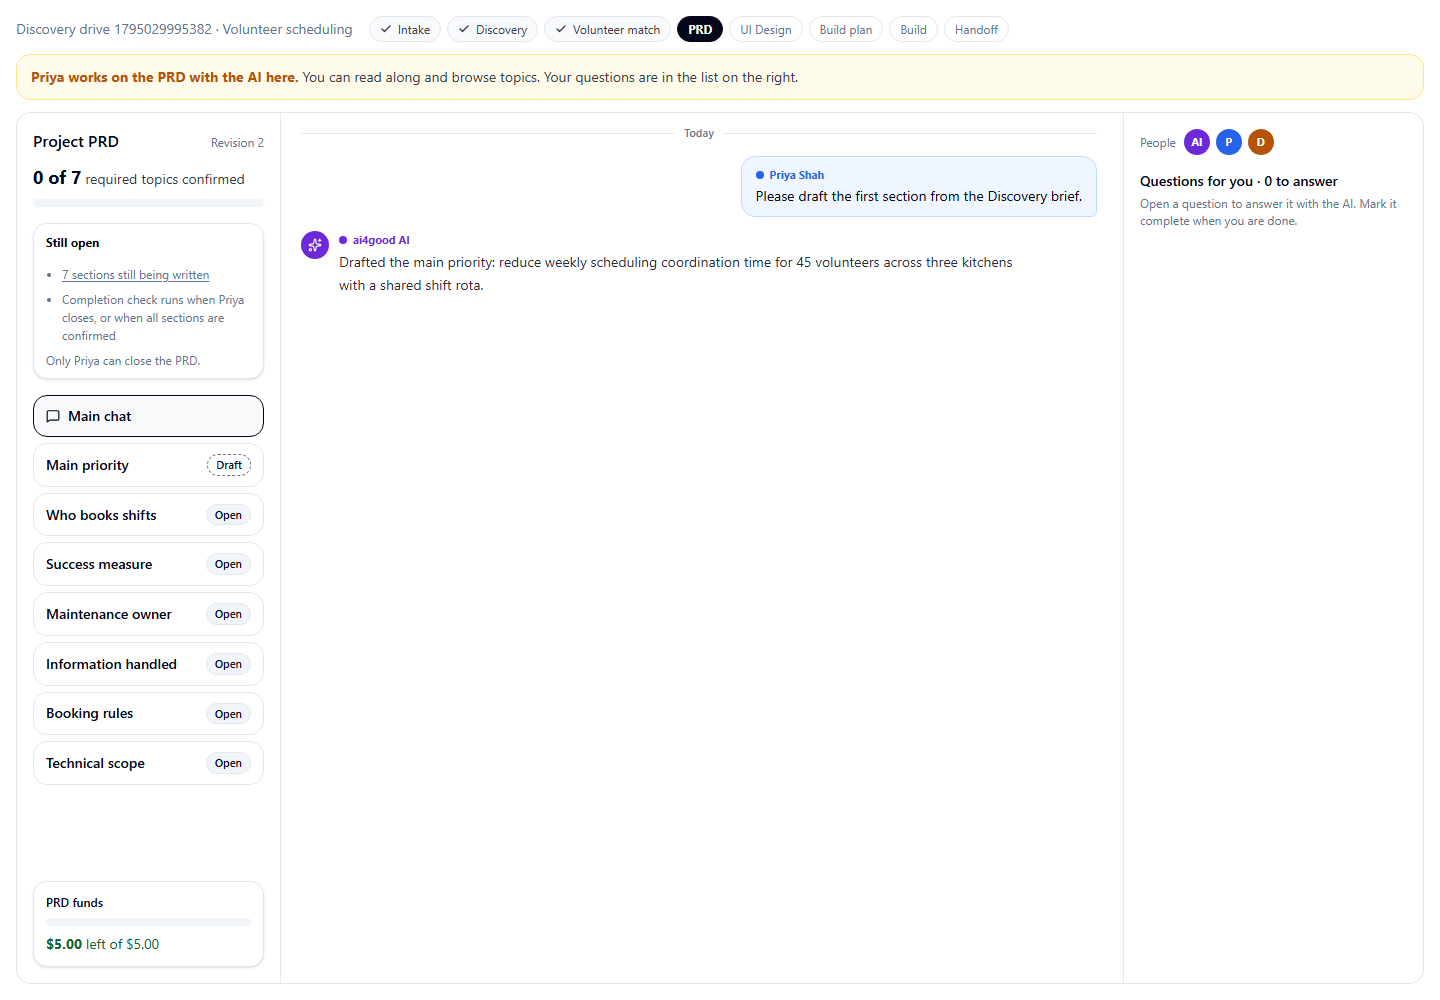 Discovery drive 1795029995382 · Volunteer scheduling
Intake
Discovery
Volunteer match
PRD
UI Design
Build plan
Build
Handoff
Priya works on the PRD with the AI here. You can read along and browse topics. Your questions are in the list on the right.
Project PRD
Revision 2
0 of 7 required topics confirmed
Still open
7 sections still being written
Completion check runs when Priya
closes, or when all sections are
confirmed
Only Priya can close the PRD.
Main chat
Main priority
Draft
Who books shifts
Open
Success measure
Open
Maintenance owner
Open
Information handled
Open
Booking rules
Open
Technical scope
Open
PRD funds
$5.00 left of $5.00
Today
Priya Shah
Please draft the first section from the Discovery brief.
ai4good AI
Drafted the main priority: reduce weekly scheduling coordination time for 45 volunteers across three kitchens
with a shared shift rota.
People
AI
P
D
Questions for you · 0 to answer
Open a question to answer it with the AI. Mark it
complete when you are done.